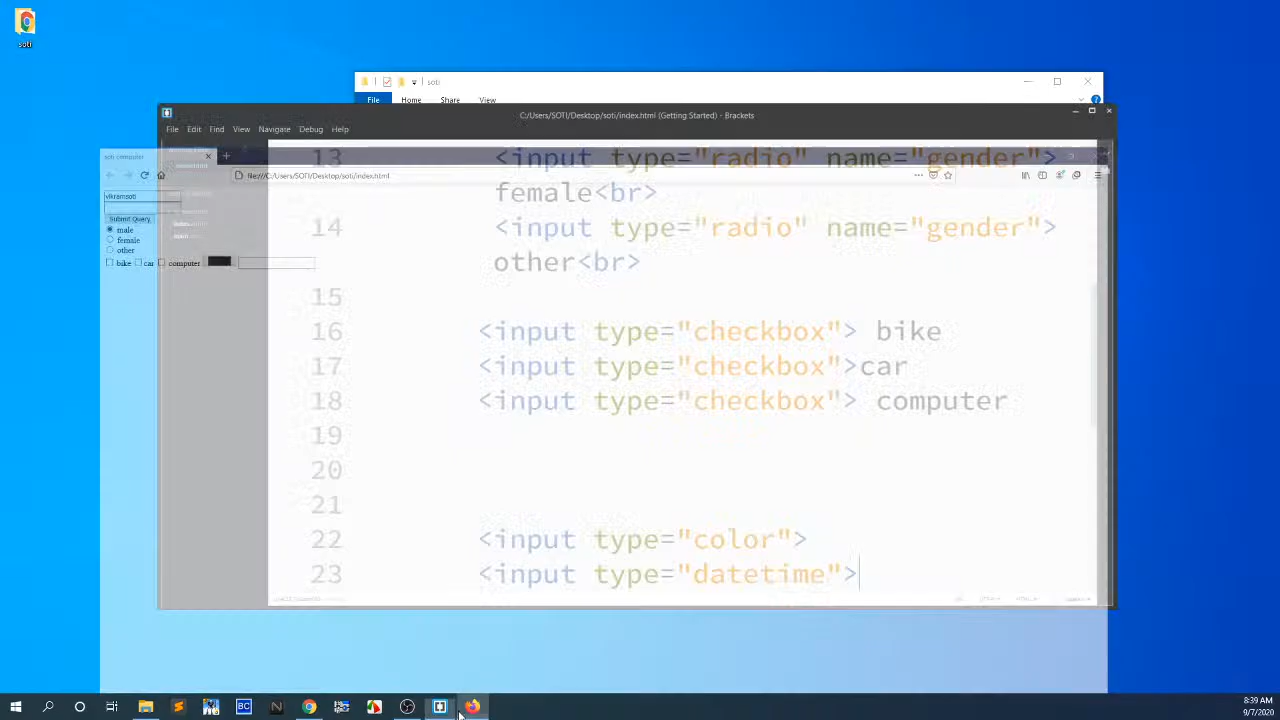 soti
soti
File Home Share View
C:/Users/SOTI/Desktop/soti/index.html (Getting Started) - Brackets
File Edit Find View Navigate Debug Help
soti computer
file:///C:/Users/SOTI/Desktop/soti/index.html
vikramsoti
Submit Query
male
female
other
bike car computer
13 <input type="radio" name="gender">
female<br>
14 <input type="radio" name="gender">
other<br>
15
16 <input type="checkbox"> bike
17 <input type="checkbox">car
18 <input type="checkbox"> computer
19
20
21
22 <input type="color">
23 <input type="datetime">
BC N
8:39 AM
9/7/2020